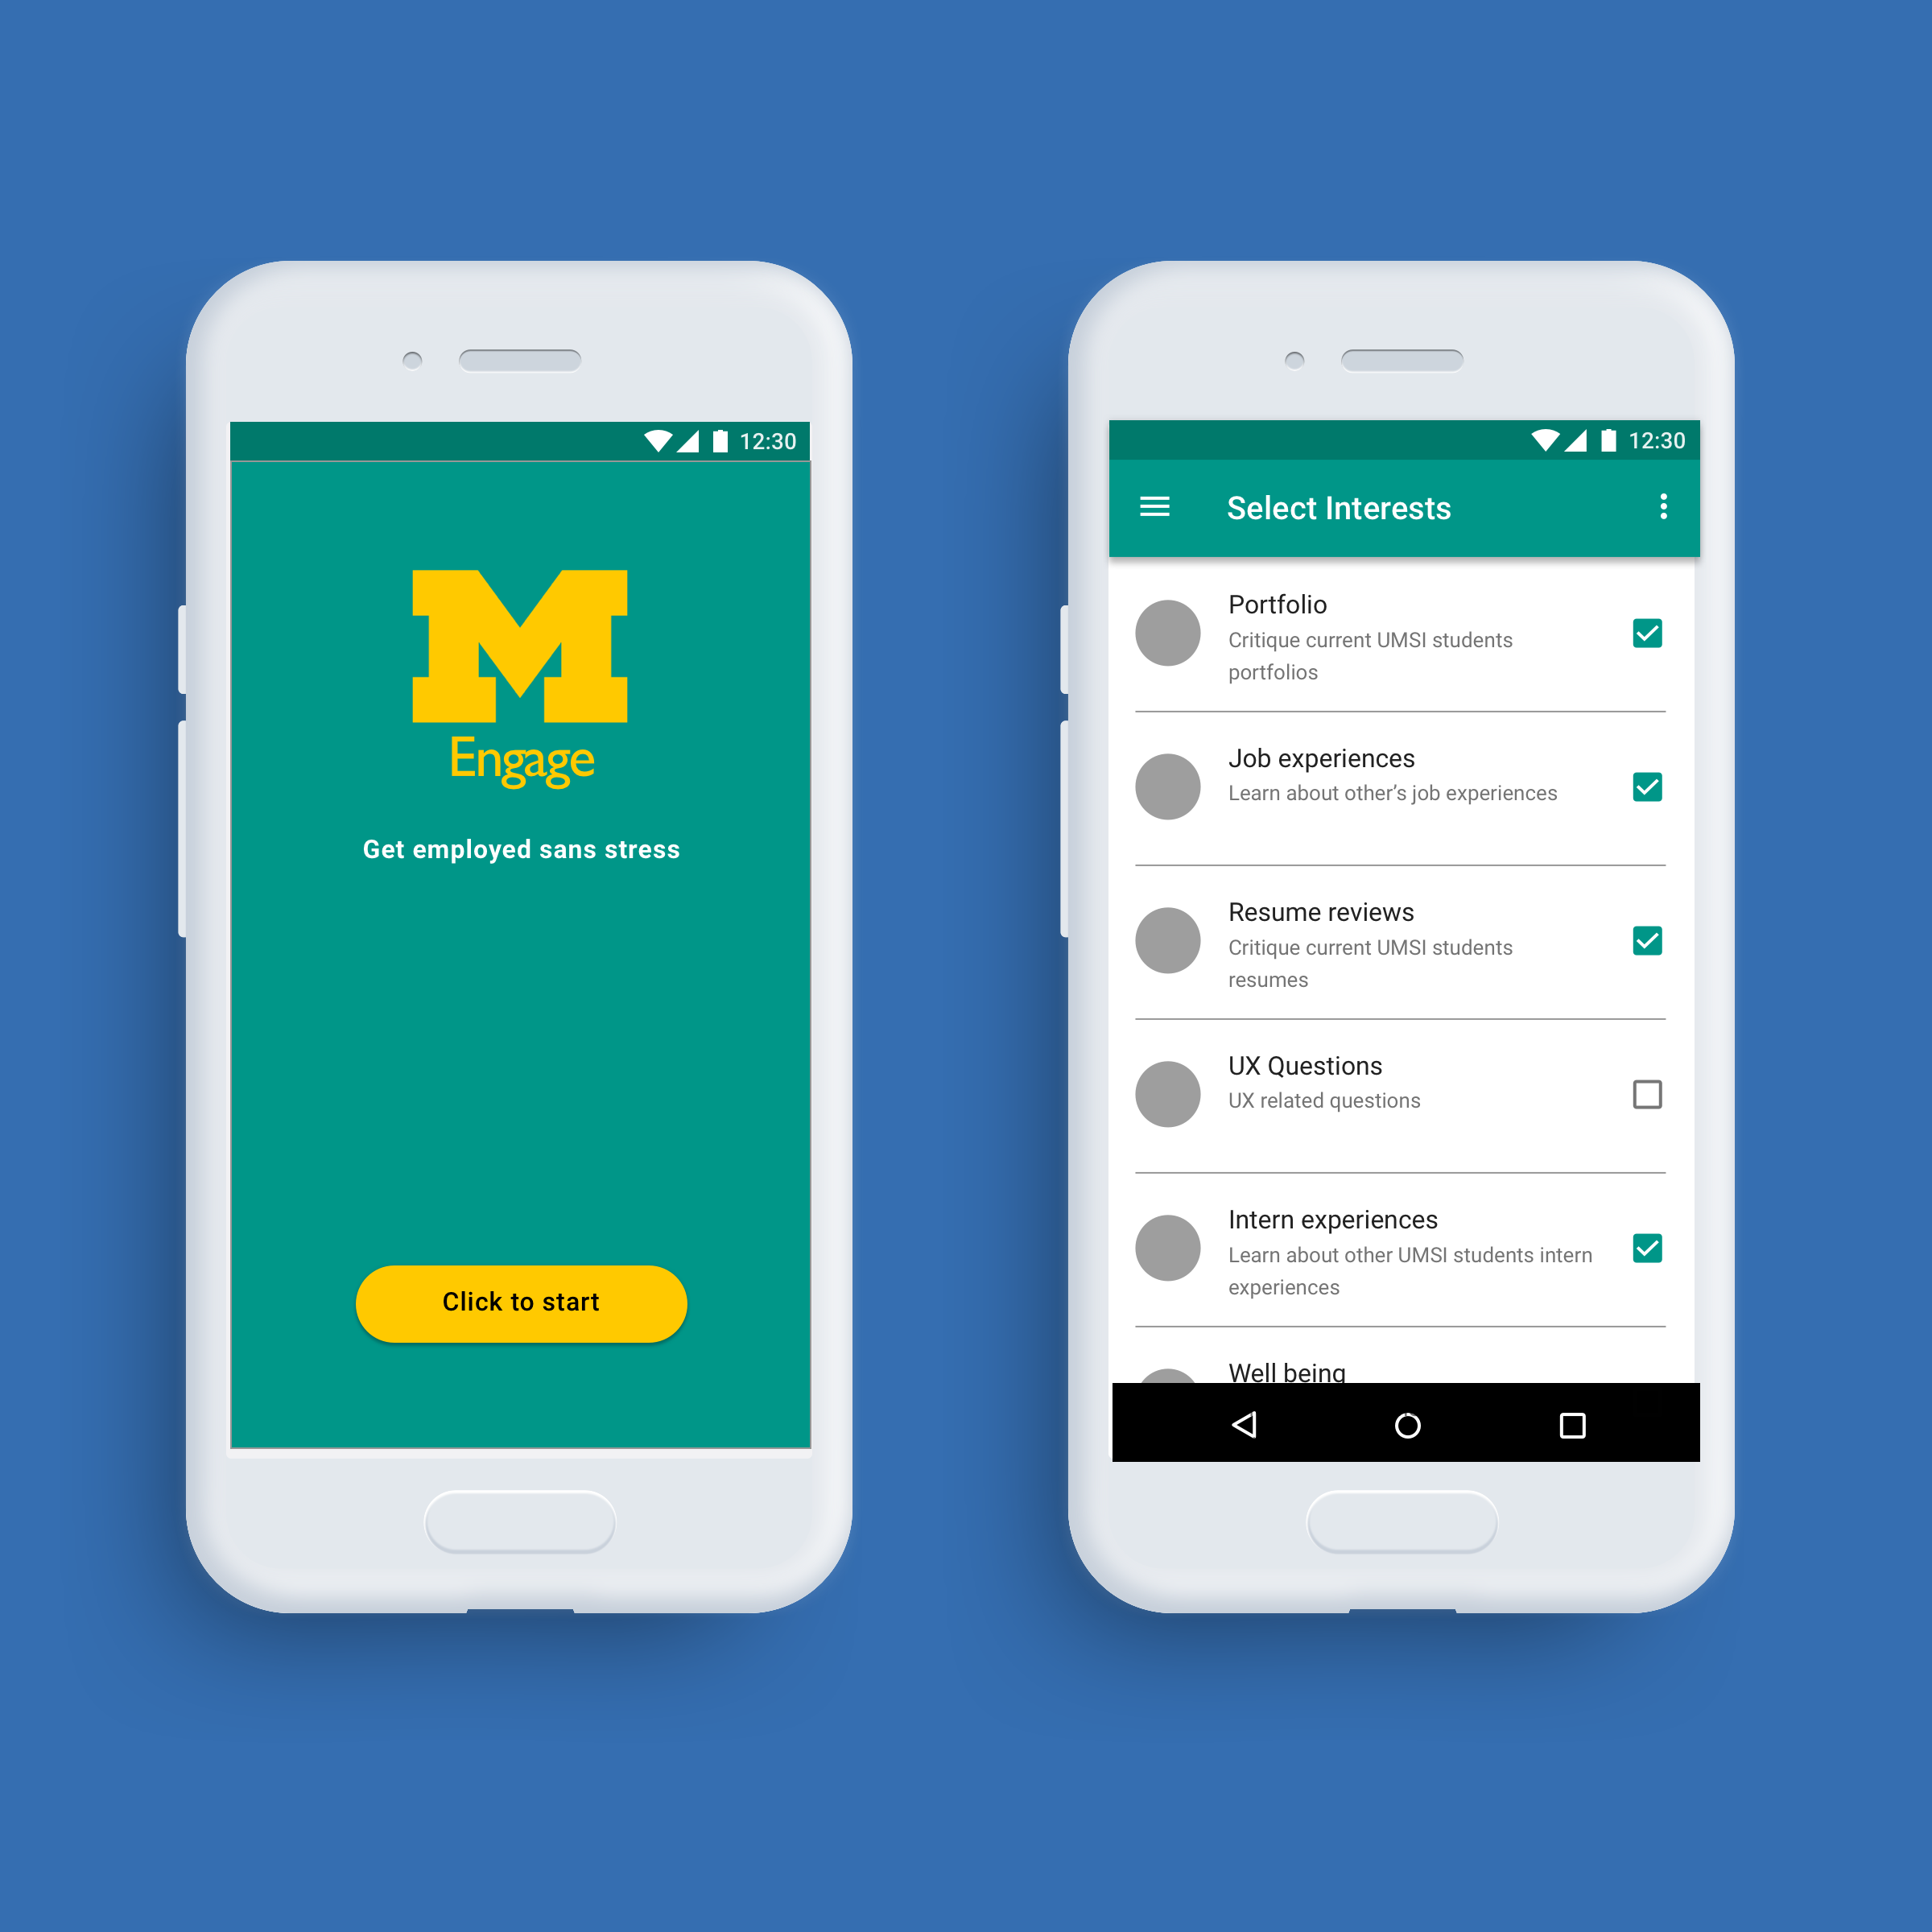 12:30
M
Engage
Get employed sans stress
Click to start
12:30
Select Interests
Portfolio
Critique current UMSI students
portfolios
Job experiences
Learn about other’s job experiences
Resume reviews
Critique current UMSI students
resumes
UX Questions
UX related questions
Intern experiences
Learn about other UMSI students intern
experiences
Well being